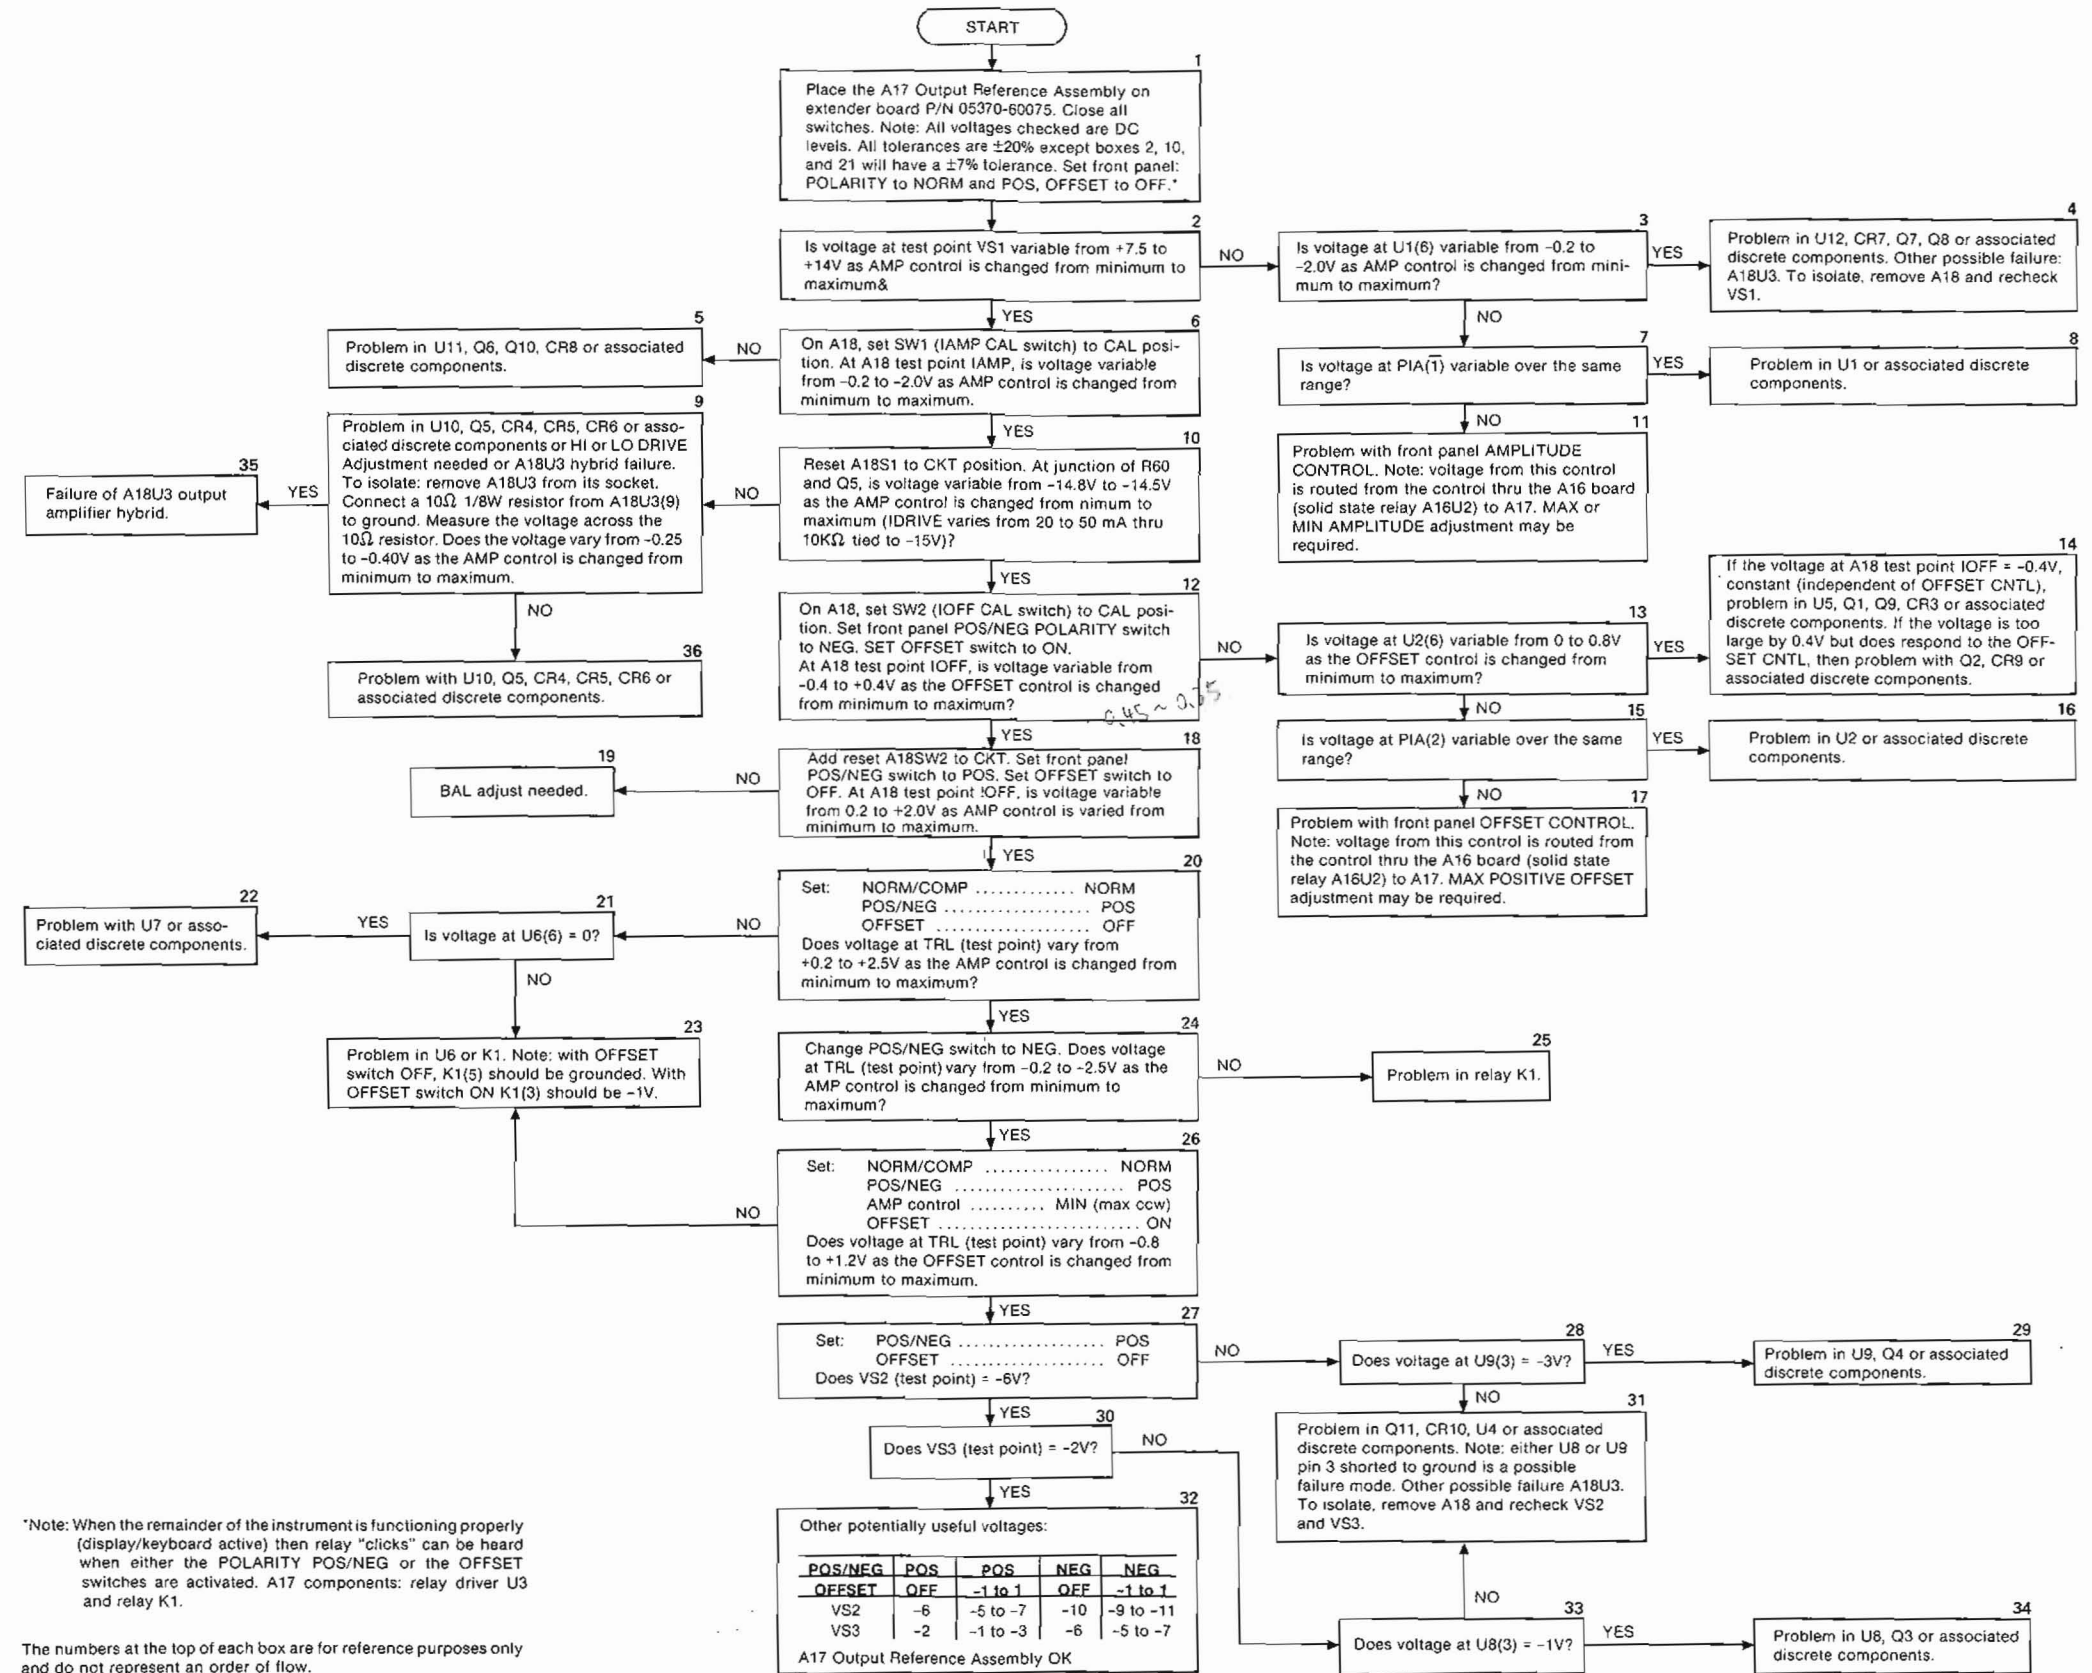 START
1
Place the A17 Output Reference Assembly on
extender board P/N 05370-60075. Close all
switches. Note: All voltages checked are DC
levels. All tolerances are ±20% except boxes 2, 10,
and 21 will have a ±7% tolerance. Set front panel:
POLARITY to NORM and POS, OFFSET to OFF.*
2
Is voltage at test point VS1 variable from +7.5 to
+14V as AMP control is changed from minimum to
maximum&
NO
YES
3
Is voltage at U1(6) variable from -0.2 to
-2.0V as AMP control is changed from mini-
mum to maximum?
YES
NO
4
Problem in U12, CR7, Q7, Q8 or associated
discrete components. Other possible failure:
A18U3. To isolate, remove A18 and recheck
VS1.
5
Problem in U11, Q6, Q10, CR8 or associated
discrete components.
NO
6
On A18, set SW1 (IAMP CAL switch) to CAL posi-
tion. At A18 test point IAMP, is voltage variable
from -0.2 to -2.0V as AMP control is changed from
minimum to maximum.
YES
7
Is voltage at PIA(1̅) variable over the same
range?
YES
NO
8
Problem in U1 or associated discrete
components.
9
Problem in U10, Q5, CR4, CR5, CR6 or asso-
ciated discrete components or HI or LO DRIVE
Adjustment needed or A18U3 hybrid failure.
To isolate: remove A18U3 from its socket.
Connect a 10Ω 1/8W resistor from A18U3(9)
to ground. Measure the voltage across the
10Ω resistor. Does the voltage vary from -0.25
to -0.40V as the AMP control is changed from
minimum to maximum.
YES
NO
35
Failure of A18U3 output
amplifier hybrid.
36
Problem with U10, Q5, CR4, CR5, CR6 or
associated discrete components.
NO
10
Reset A18S1 to CKT position. At junction of R60
and Q5, is voltage variable from -14.8V to -14.5V
as the AMP control is changed from nimum to
maximum (IDRIVE varies from 20 to 50 mA thru
10KΩ tied to -15V)?
YES
11
Problem with front panel AMPLITUDE
CONTROL. Note: voltage from this control
is routed from the control thru the A16 board
(solid state relay A16U2) to A17. MAX or
MIN AMPLITUDE adjustment may be
required.
12
On A18, set SW2 (IOFF CAL switch) to CAL posi-
tion. Set front panel POS/NEG POLARITY switch
to NEG. SET OFFSET switch to ON.
At A18 test point IOFF, is voltage variable from
-0.4 to +0.4V as the OFFSET control is changed
from minimum to maximum?
NO
YES
13
Is voltage at U2(6) variable from 0 to 0.8V
as the OFFSET control is changed from
minimum to maximum?
YES
NO
14
If the voltage at A18 test point IOFF = -0.4V,
constant (independent of OFFSET CNTL),
problem in U5, Q1, Q9, CR3 or associated
discrete components. If the voltage is too
large by 0.4V but does respond to the OFF-
SET CNTL, then problem with Q2, CR9 or
associated discrete components.
15
Is voltage at PIA(2) variable over the same
range?
YES
NO
16
Problem in U2 or associated discrete
components.
17
Problem with front panel OFFSET CONTROL.
Note: voltage from this control is routed from
the control thru the A16 board (solid state
relay A16U2) to A17. MAX POSITIVE OFFSET
adjustment may be required.
18
Add reset A18SW2 to CKT. Set front panel
POS/NEG switch to POS. Set OFFSET switch to
OFF. At A18 test point IOFF, is voltage variable
from 0.2 to +2.0V as AMP control is varied from
minimum to maximum.
NO
YES
19
BAL adjust needed.
20
Set: NORM/COMP ............. NORM
POS/NEG ................... POS
OFFSET .................... OFF
Does voltage at TRL (test point) vary from
+0.2 to +2.5V as the AMP control is changed from
minimum to maximum?
NO
YES
21
Is voltage at U6(6) = 0?
YES
NO
22
Problem with U7 or asso-
ciated discrete components.
23
Problem in U6 or K1. Note: with OFFSET
switch OFF, K1(5) should be grounded. With
OFFSET switch ON K1(3) should be -1V.
24
Change POS/NEG switch to NEG. Does voltage
at TRL (test point) vary from -0.2 to -2.5V as the
AMP control is changed from minimum to
maximum?
NO
YES
25
Problem in relay K1.
26
Set: NORM/COMP ................ NORM
POS/NEG ...................... POS
AMP control .......... MIN (max ccw)
OFFSET .......................... ON
Does voltage at TRL (test point) vary from -0.8
to +1.2V as the OFFSET control is changed from
minimum to maximum.
NO
YES
27
Set: POS/NEG ................... POS
OFFSET .................... OFF
Does VS2 (test point) = -6V?
NO
YES
28
Does voltage at U9(3) = -3V?
YES
NO
29
Problem in U9, Q4 or associated
discrete components.
30
Does VS3 (test point) = -2V?
NO
YES
31
Problem in Q11, CR10, U4 or associated
discrete components. Note: either U8 or U9
pin 3 shorted to ground is a possible
failure mode. Other possible failure A18U3.
To isolate, remove A18 and recheck VS2
and VS3.
32
Other potentially useful voltages:
POS/NEG POS POS NEG NEG
OFFSET OFF -1 to 1 OFF -1 to 1
VS2 -6 -5 to -7 -10 -9 to -11
VS3 -2 -1 to -3 -6 -5 to -7
A17 Output Reference Assembly OK
NO
33
Does voltage at U8(3) = -1V?
YES
34
Problem in U8, Q3 or associated
discrete components.
*Note: When the remainder of the instrument is functioning properly
(display/keyboard active) then relay "clicks" can be heard
when either the POLARITY POS/NEG or the OFFSET
switches are activated. A17 components: relay driver U3
and relay K1.
The numbers at the top of each box are for reference purposes only
and do not represent an order of flow.